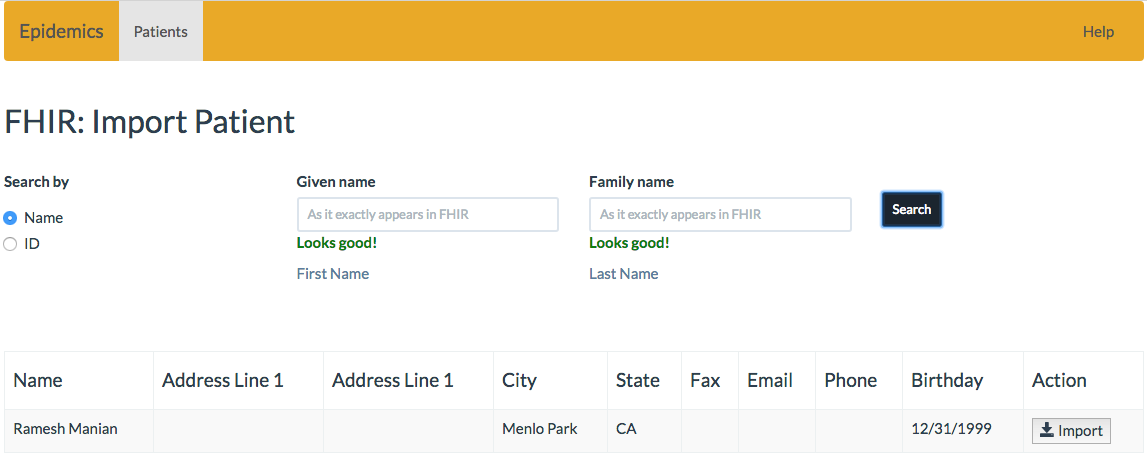 Epidemics Patients Help
FHIR: Import Patient
Search by Given name Family name
As it exactly appears in FHIR As it exactly appears in FHIR Search
Name
Looks good! Looks good!
ID
First Name Last Name
Name Address Line 1 Address Line 1 City State Fax Email Phone Birthday Action
Ramesh Manian Menlo Park CA 12/31/1999 Import